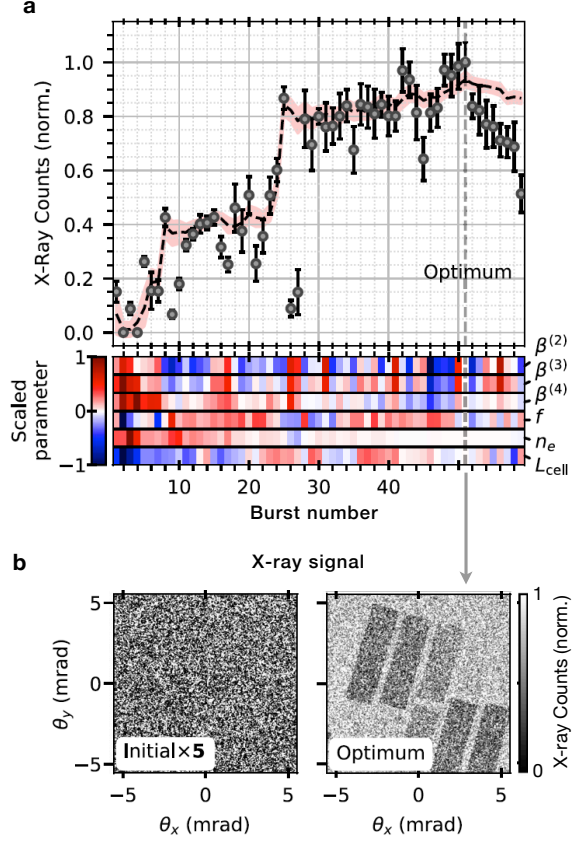 a
X-Ray Counts (norm.)
1.0
0.8
0.6
0.4
0.2
0.0
Optimum
Scaled
parameter
1
0
−1
β(2)
β(3)
β(4)
f
ne
Lcell
10
20
30
40
50
Burst number
b
X-ray signal
θy (mrad)
5
0
−5
Initial×5
Optimum
1
0
X-ray Counts (norm.)
−5
0
5
−5
0
5
θx (mrad)
θx (mrad)